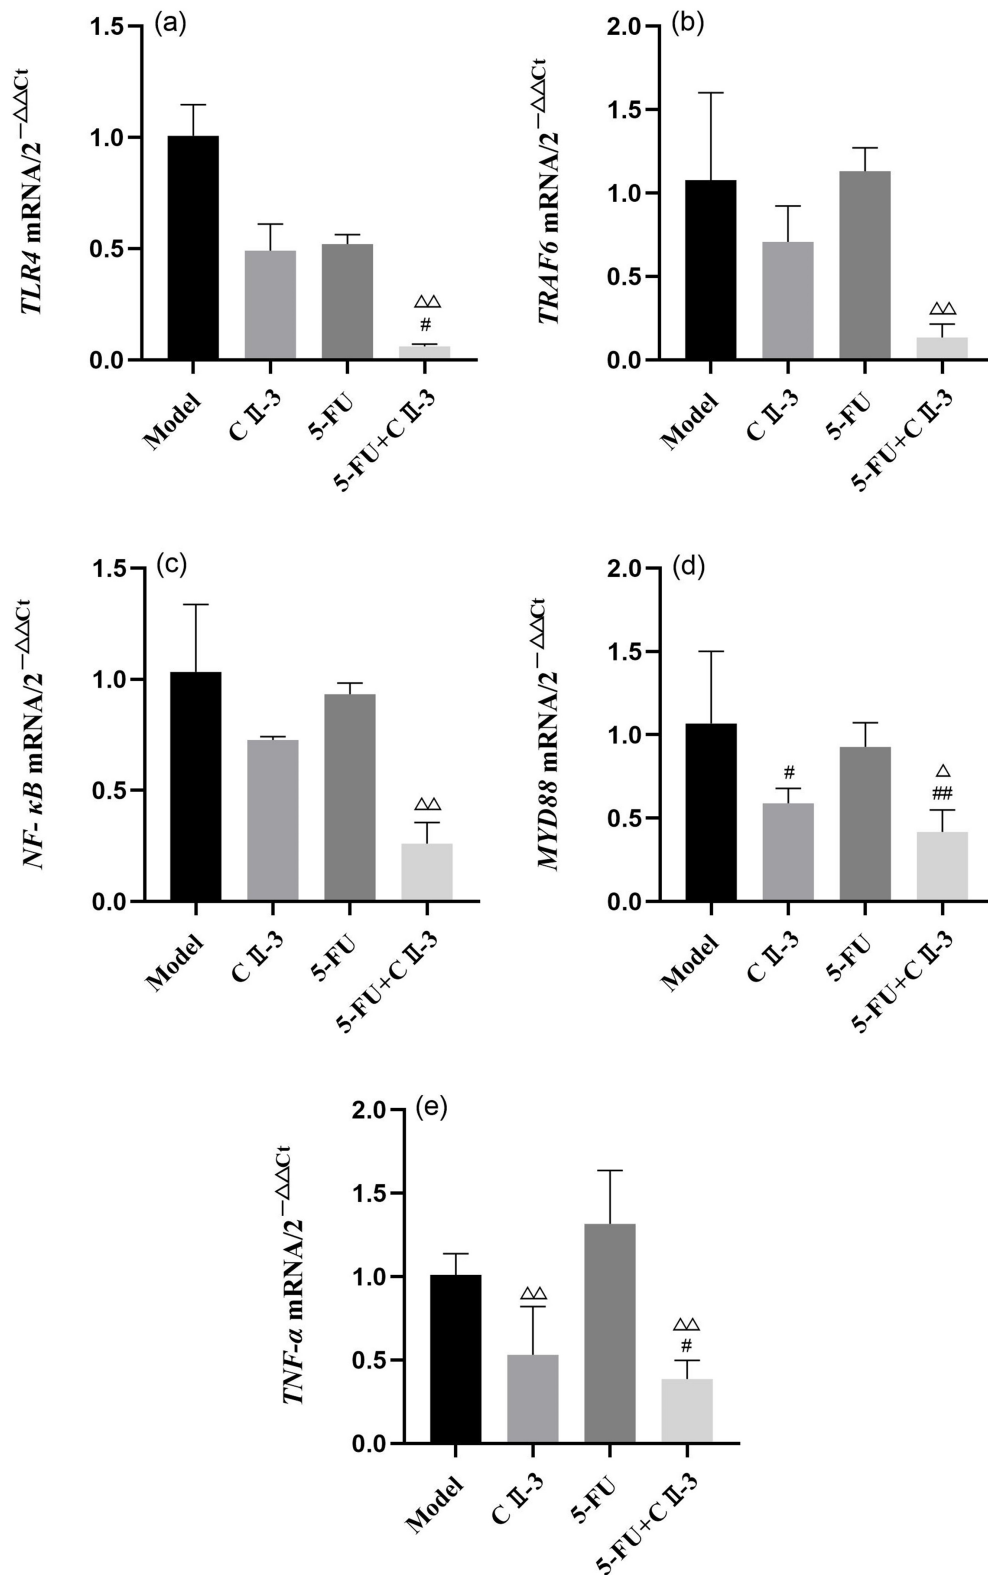 (a)
TLR4 mRNA/2⁻△△Ct
1.5
1.0
0.5
0.0
△△
#
Model
C Ⅱ-3
5-FU
5-FU+C Ⅱ-3
(b)
TRAF6 mRNA/2⁻△△Ct
2.0
1.5
1.0
0.5
0.0
△△
Model
C Ⅱ-3
5-FU
5-FU+C Ⅱ-3
(c)
NF- κB mRNA/2⁻△△Ct
1.5
1.0
0.5
0.0
△△
Model
C Ⅱ-3
5-FU
5-FU+C Ⅱ-3
(d)
MYD88 mRNA/2⁻△△Ct
2.0
1.5
1.0
0.5
0.0
#
△
##
Model
C Ⅱ-3
5-FU
5-FU+C Ⅱ-3
(e)
TNF-α mRNA/2⁻△△Ct
2.0
1.5
1.0
0.5
0.0
△△
△△
#
Model
C Ⅱ-3
5-FU
5-FU+C Ⅱ-3